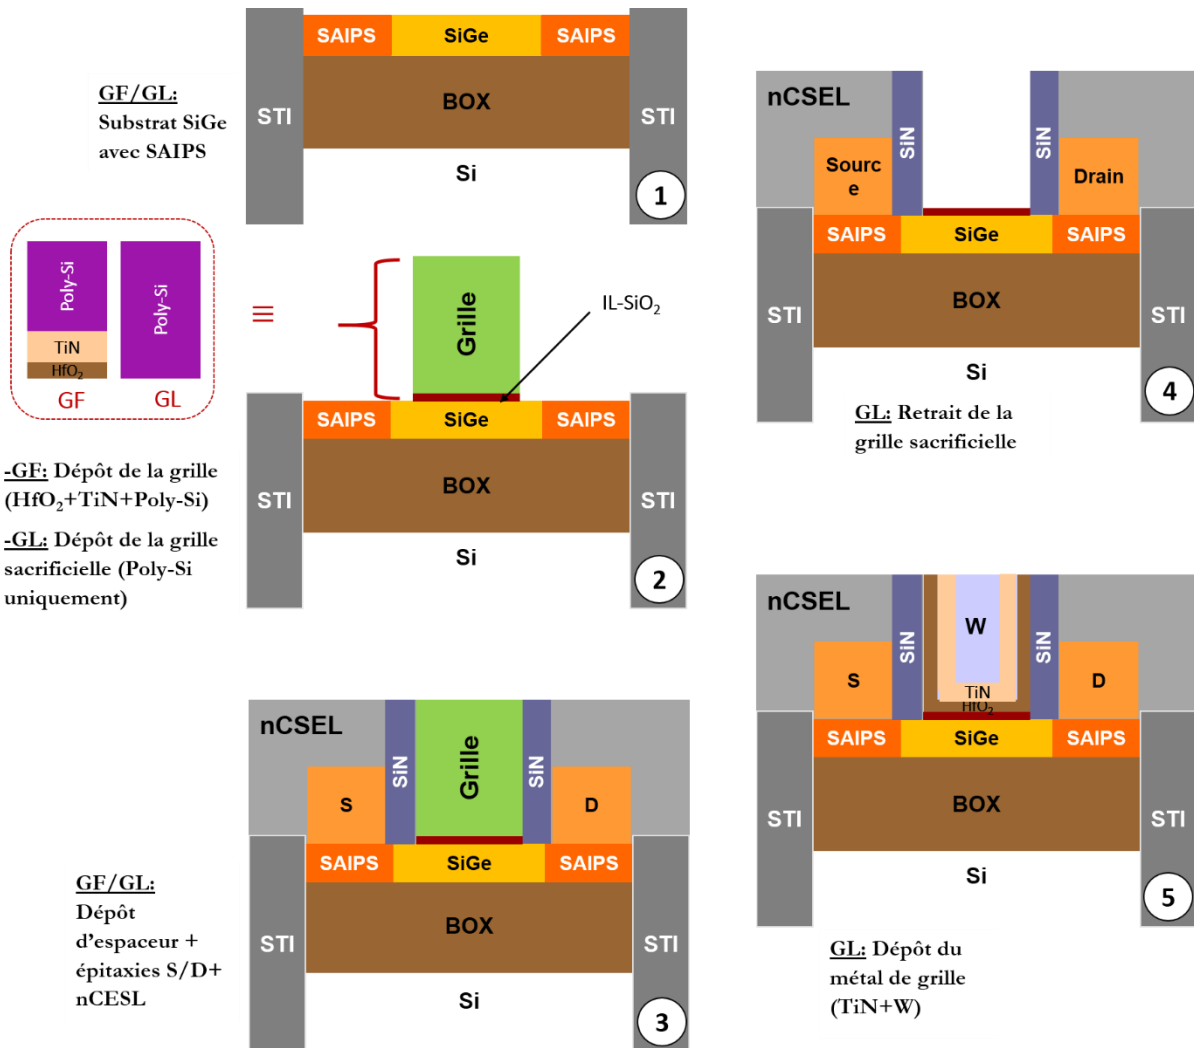 GF/GL:
Substrat SiGe
avec SAIPS
SAIPS
SiGe
SAIPS
STI
BOX
STI
Si
1
Poly-Si
TiN
HfO₂
GF
Poly-Si
GL
≡
Grille
IL-SiO₂
SAIPS
SiGe
SAIPS
STI
BOX
STI
Si
2
-GF: Dépôt de la grille
(HfO₂+TiN+Poly-Si)
-GL: Dépôt de la grille
sacrificielle (Poly-Si
uniquement)
nCSEL
SiN
Grille
SiN
S
D
SAIPS
SiGe
SAIPS
STI
BOX
STI
Si
3
GF/GL:
Dépôt
d’espaceur +
épitaxies S/D+
nCESL
nCSEL
SiN
SiN
Sourc
e
Drain
SAIPS
SiGe
SAIPS
STI
BOX
STI
Si
4
GL: Retrait de la
grille sacrificielle
nCSEL
SiN
W
SiN
S
TiN
HfO₂
D
SAIPS
SiGe
SAIPS
STI
BOX
STI
Si
5
GL: Dépôt du
métal de grille
(TiN+W)